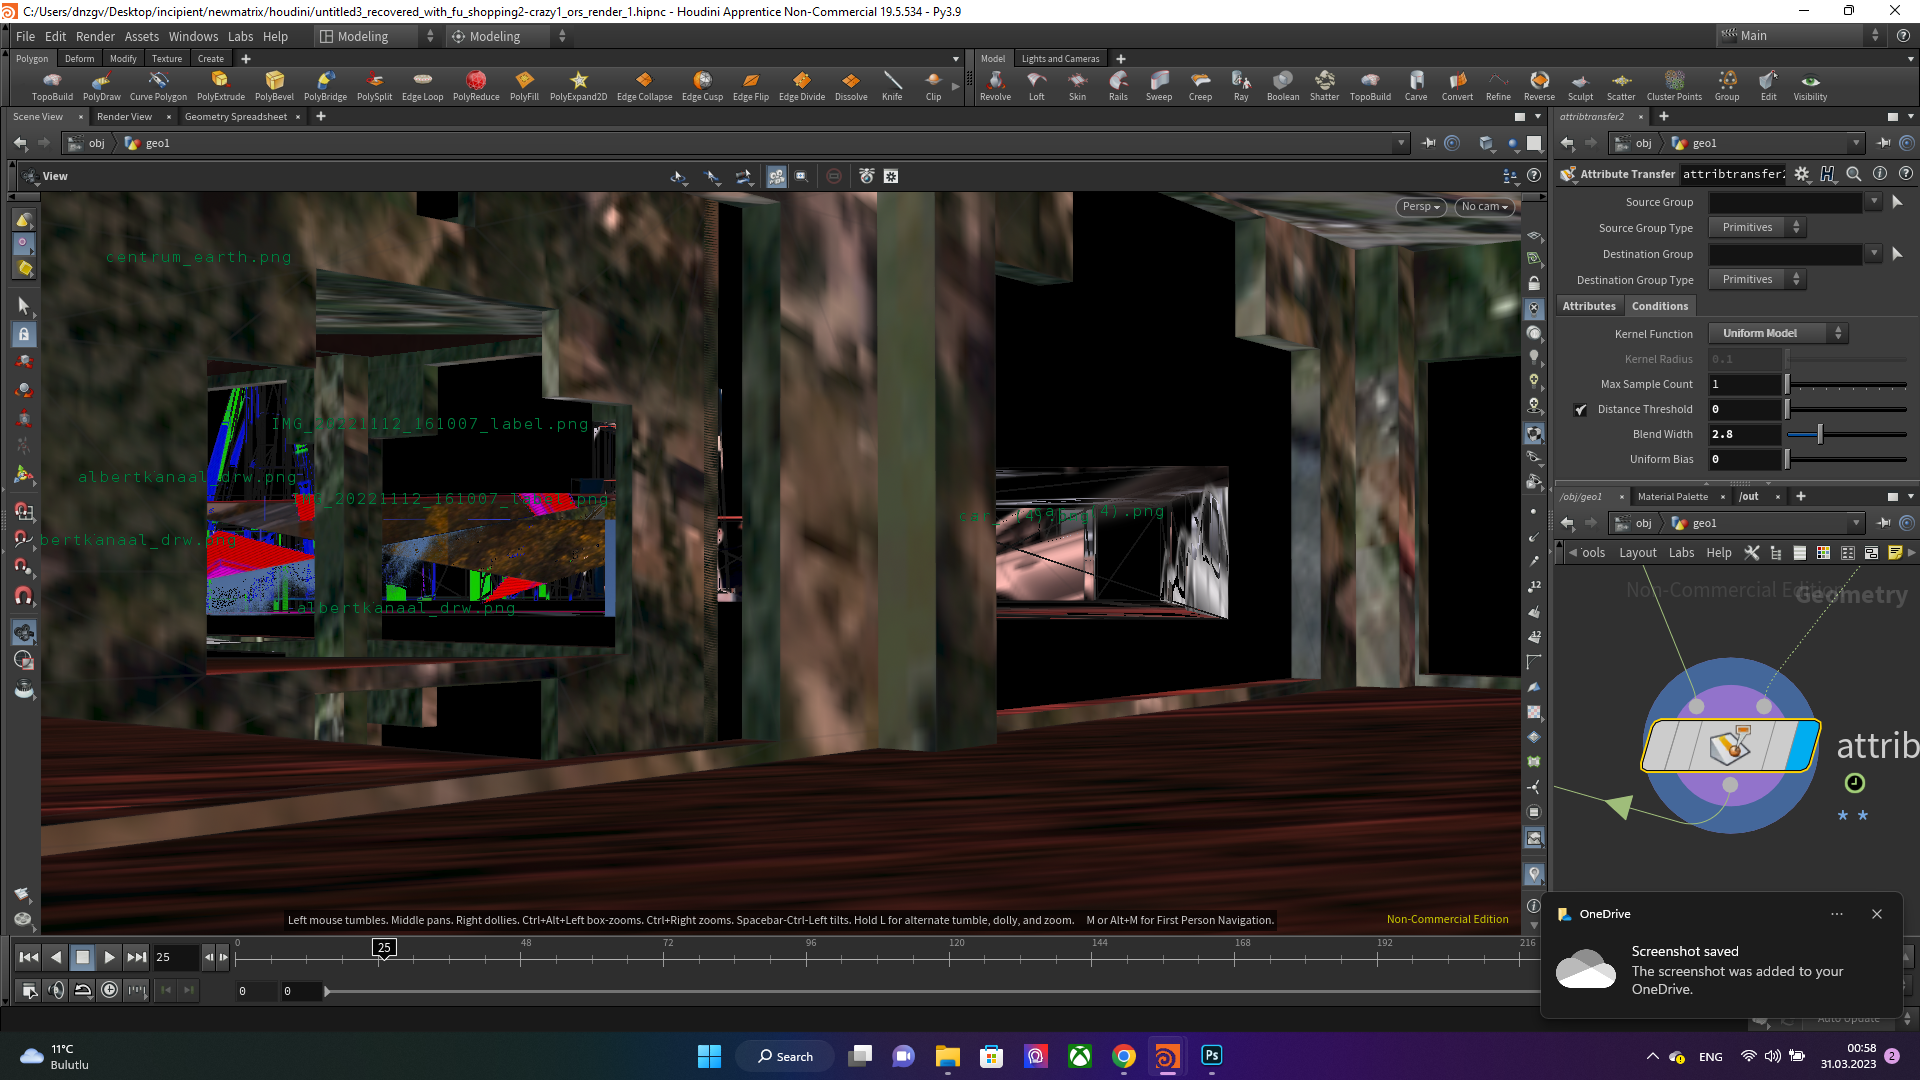 C:/Users/dnzgv/Desktop/incipient/newmatrix/houdini/untitled3_recovered_with_fu_shopping2-crazy1_ors_render_1.hipnc - Houdini Apprentice Non-Commercial 19.5.534 - Py3.9
File Edit Render Assets Windows Labs Help Modeling Modeling Main
Polygon Deform Modify Texture Create
Model Lights and Cameras
TopoBuild PolyDraw Curve Polygon PolyExtrude PolyBevel PolyBridge PolySplit Edge Loop PolyReduce PolyFill PolyExpand2D Edge Collapse Edge Cusp Edge Flip Edge Divide Dissolve Knife Clip
Revolve Loft Skin Rails Sweep Creep Ray Boolean Shatter TopoBuild Carve Convert Refine Reverse Sculpt Scatter Cluster Points Group Edit Visibility
Scene View Render View Geometry Spreadsheet
attribtransfer2
obj geo1
obj geo1
View
Attribute Transfer attribtransfer2
Persp No cam
Source Group
Source Group Type Primitives
Destination Group
Destination Group Type Primitives
Attributes Conditions
Kernel Function Uniform Model
Kernel Radius 0.1
Max Sample Count 1
Distance Threshold 0
Blend Width 2.8
Uniform Bias 0
centrum_earth.png
IMG_20221112_161007_label.png
albertkanaal_drw.png
IMG_20221112_161007_label.png
bertkanaal_drw.png
albertkanaal_drw.png
car_(4).png
/obj/geo1 Material Palette /out
obj geo1
ools Layout Labs Help
Non-Commercial Edition
Geometry
attrib
Left mouse tumbles. Middle pans. Right dollies. Ctrl+Alt+Left box-zooms. Ctrl+Right zooms. Spacebar-Ctrl-Left tilts. Hold L for alternate tumble, dolly, and zoom. M or Alt+M for First Person Navigation.
Non-Commercial Edition
OneDrive
Screenshot saved
The screenshot was added to your
OneDrive.
25
0 25 48 72 96 120 144 168 192 216
0 0
Auto Update
11°C
Bulutlu
Search
ENG
00:58
31.03.2023
2